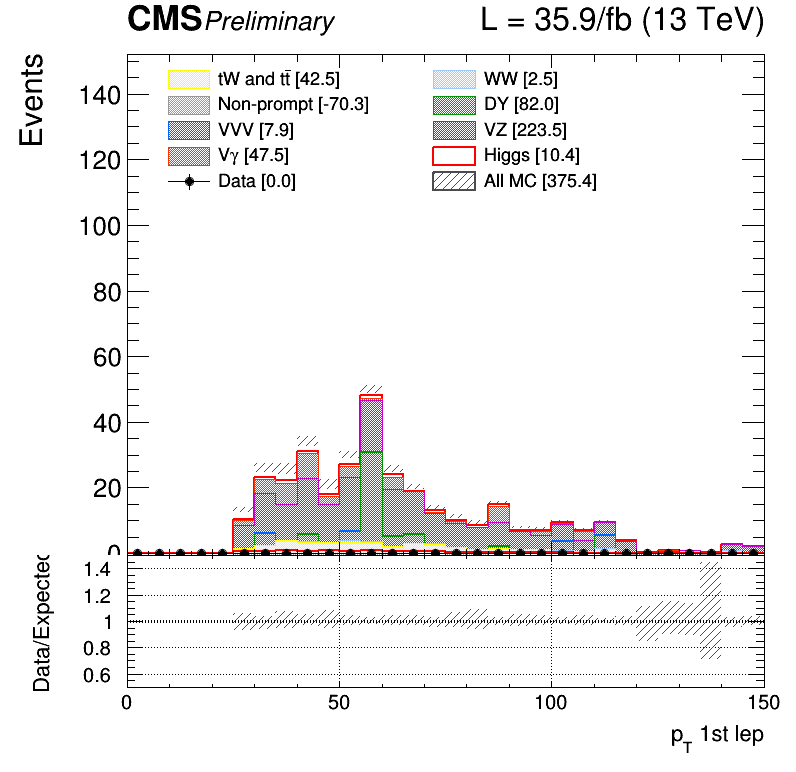 CMS Preliminary L = 35.9/fb (13 TeV)
Events
tW and tt̄ [42.5] WW [2.5]
Non-prompt [-70.3] DY [82.0]
VVV [7.9] VZ [223.5]
Vγ [47.5] Higgs [10.4]
Data [0.0] All MC [375.4]
140
120
100
80
60
40
20
0
Data/Expected
1.4
1.2
1
0.8
0.6
0 50 100 150
p_T 1st lep